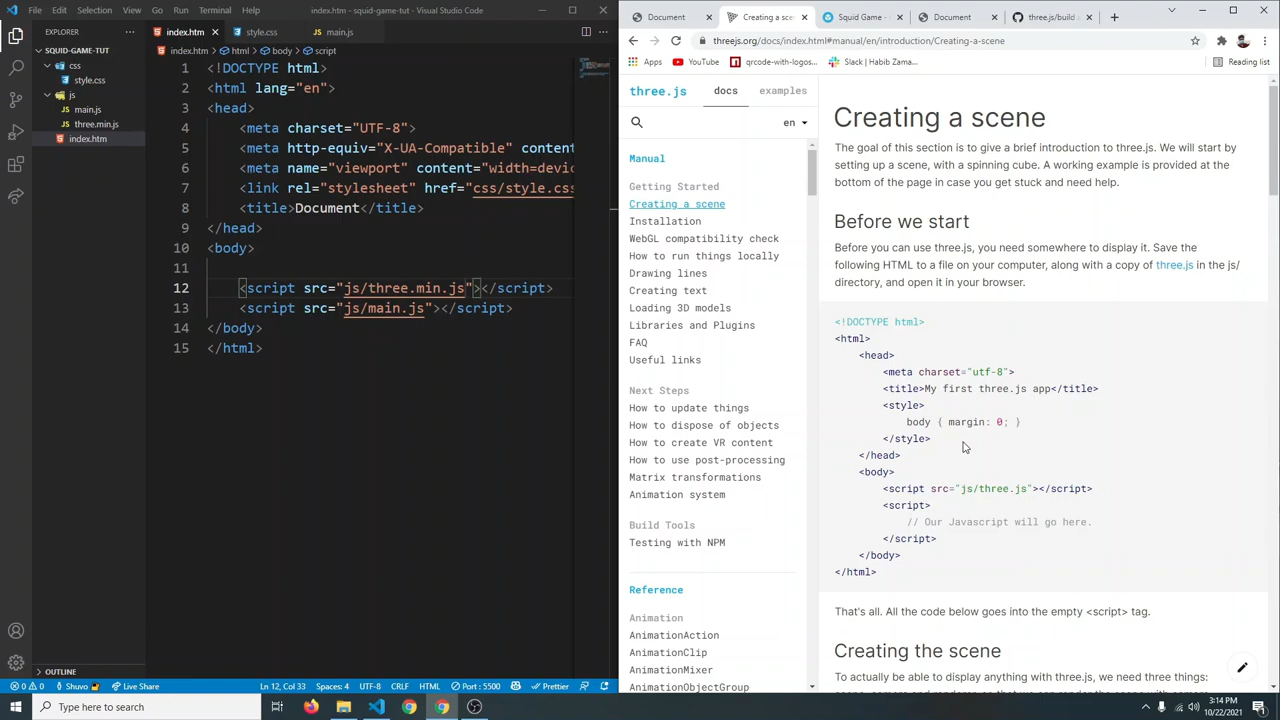 File Edit Selection View Go Run Terminal Help index.htm - squid-game-tut - Visual Studio Code
EXPLORER
SQUID-GAME-TUT
css
style.css
js
main.js
three.min.js
index.htm
OUTLINE
index.htm style.css main.js
index.htm > html > body > script
1 <!DOCTYPE html>
2 <html lang="en">
3 <head>
4 <meta charset="UTF-8">
5 <meta http-equiv="X-UA-Compatible" content
6 <meta name="viewport" content="width=devic
7 <link rel="stylesheet" href="css/style.css
8 <title>Document</title>
9 </head>
10 <body>
11
12 <script src="js/three.min.js"></script>
13 <script src="js/main.js"></script>
14 </body>
15 </html>
0 0 Shuvo Live Share Ln 12, Col 33 Spaces: 4 UTF-8 CRLF HTML Port : 5500 Prettier
Document Creating a sce Squid Game - Document three.js/build
threejs.org/docs/index.html#manual/en/introduction/Creating-a-scene
Apps YouTube qrcode-with-logos... Slack | Habib Zama... Reading list
three.js docs examples
en
Manual
Getting Started
Creating a scene
Installation
WebGL compatibility check
How to run things locally
Drawing lines
Creating text
Loading 3D models
Libraries and Plugins
FAQ
Useful links
Next Steps
How to update things
How to dispose of objects
How to create VR content
How to use post-processing
Matrix transformations
Animation system
Build Tools
Testing with NPM
Reference
Animation
AnimationAction
AnimationClip
AnimationMixer
AnimationObjectGroup
Creating a scene
The goal of this section is to give a brief introduction to three.js. We will start by
setting up a scene, with a spinning cube. A working example is provided at the
bottom of the page in case you get stuck and need help.
Before we start
Before you can use three.js, you need somewhere to display it. Save the
following HTML to a file on your computer, along with a copy of three.js in the js/
directory, and open it in your browser.
<!DOCTYPE html>
<html>
<head>
<meta charset="utf-8">
<title>My first three.js app</title>
<style>
body { margin: 0; }
</style>
</head>
<body>
<script src="js/three.js"></script>
<script>
// Our Javascript will go here.
</script>
</body>
</html>
That's all. All the code below goes into the empty <script> tag.
Creating the scene
To actually be able to display anything with three.js, we need three things:
Type here to search
3:14 PM
10/22/2021